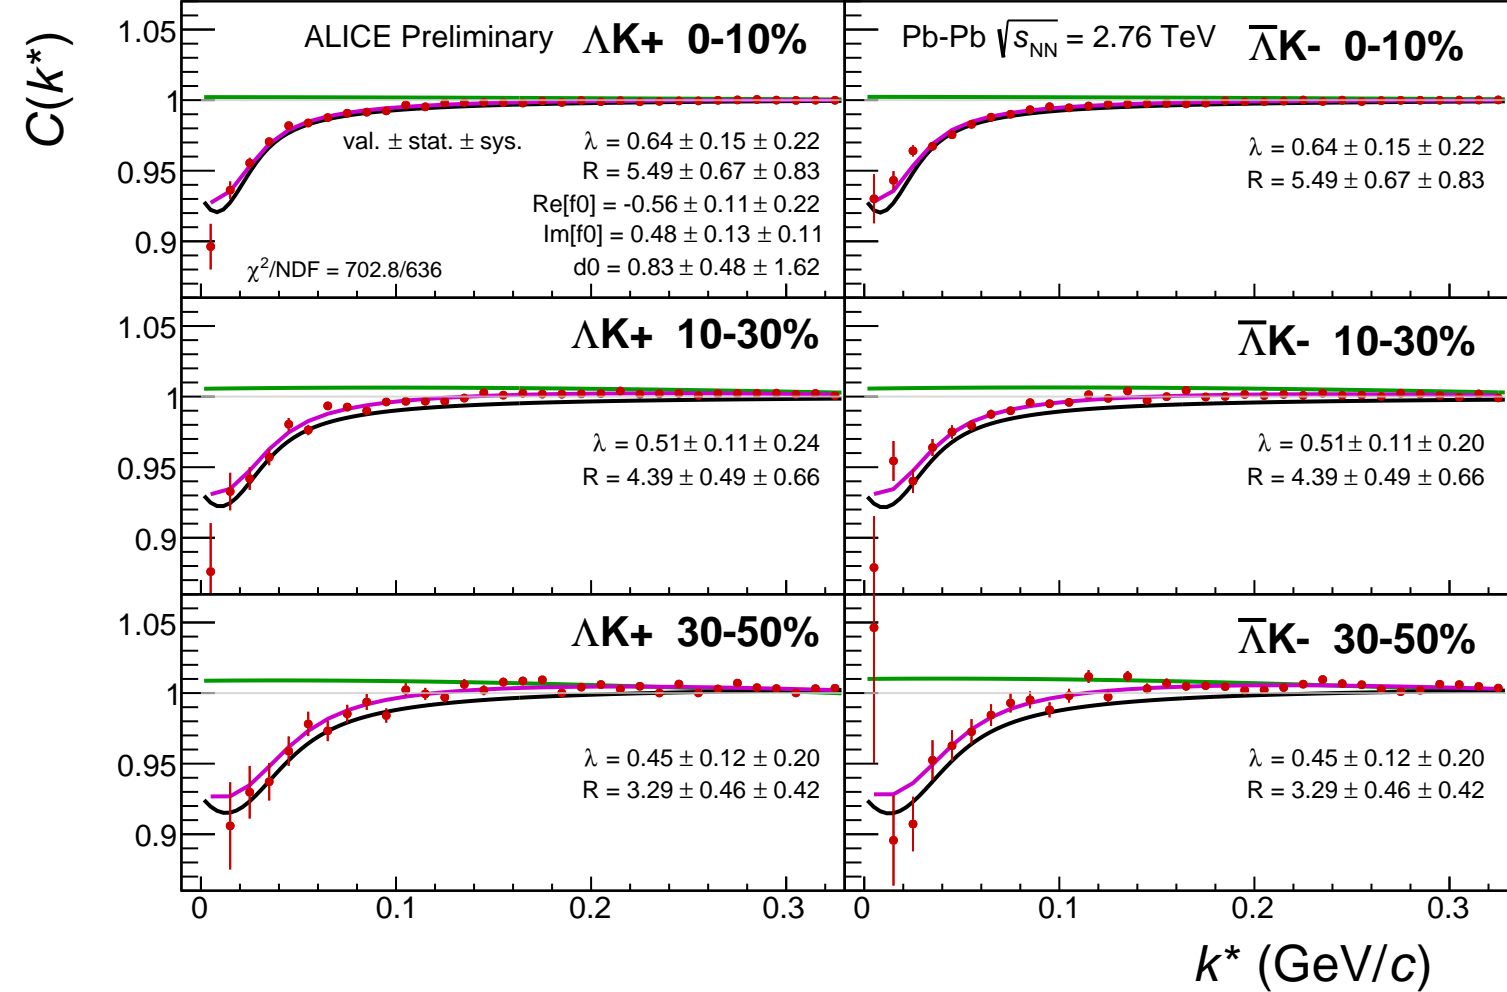 C(k*)
ALICE Preliminary ΛK+ 0-10%
1.05
1
0.95
0.9
val. ± stat. ± sys.
λ = 0.64 ± 0.15 ± 0.22
R = 5.49 ± 0.67 ± 0.83
Re[f0] = -0.56 ± 0.11 ± 0.22
Im[f0] = 0.48 ± 0.13 ± 0.11
d0 = 0.83 ± 0.48 ± 1.62
χ²/NDF = 702.8/636
Pb-Pb √sNN = 2.76 TeV Λ̅K- 0-10%
λ = 0.64 ± 0.15 ± 0.22
R = 5.49 ± 0.67 ± 0.83
ΛK+ 10-30%
1.05
1
0.95
0.9
λ = 0.51± 0.11 ± 0.24
R = 4.39 ± 0.49 ± 0.66
Λ̅K- 10-30%
λ = 0.51± 0.11 ± 0.20
R = 4.39 ± 0.49 ± 0.66
ΛK+ 30-50%
1.05
1
0.95
0.9
λ = 0.45 ± 0.12 ± 0.20
R = 3.29 ± 0.46 ± 0.42
Λ̅K- 30-50%
λ = 0.45 ± 0.12 ± 0.20
R = 3.29 ± 0.46 ± 0.42
0 0.1 0.2 0.3 0 0.1 0.2 0.3
k* (GeV/c)